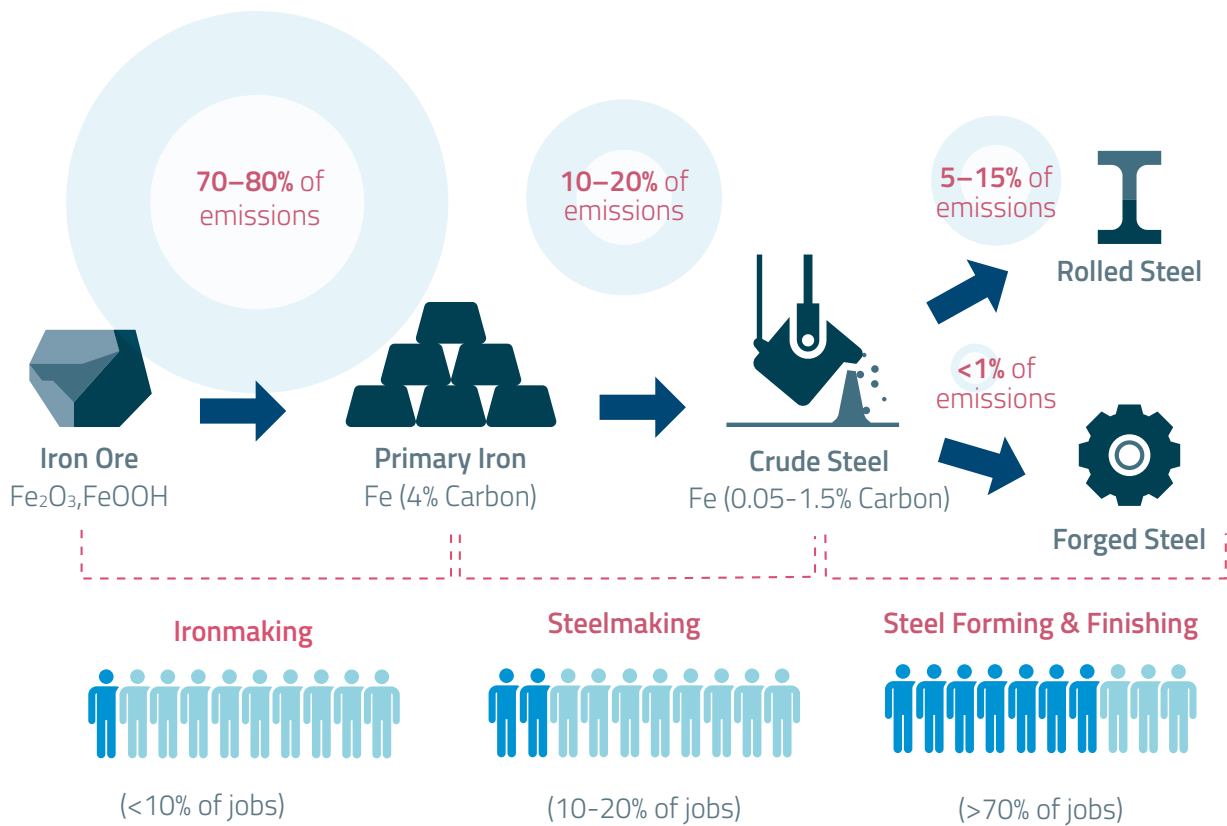 70–80% of
emissions
10–20% of
emissions
5–15% of
emissions
Rolled Steel
<1% of
emissions
Iron Ore
Fe₂O₃,FeOOH
Primary Iron
Fe (4% Carbon)
Crude Steel
Fe (0.05-1.5% Carbon)
Forged Steel
Ironmaking
Steelmaking
Steel Forming & Finishing
(<10% of jobs)
(10-20% of jobs)
(>70% of jobs)